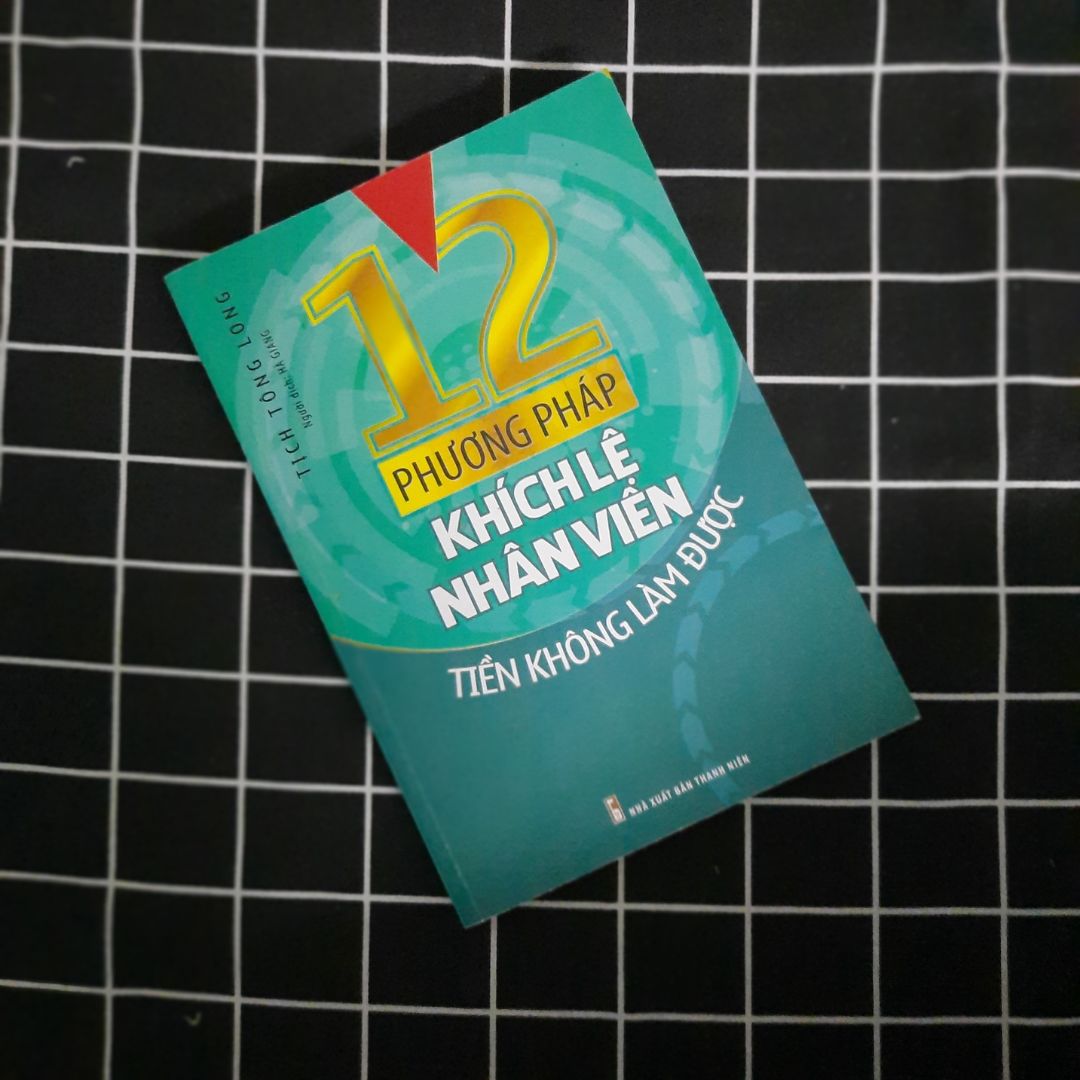 TỊCH TÔNG LONG
Người dịch: HÀ GIANG
12
PHƯƠNG PHÁP
KHÍCH LỆ
NHÂN VIÊN
TIỀN KHÔNG LÀM ĐƯỢC
NHÀ XUẤT BẢN THANH NIÊN